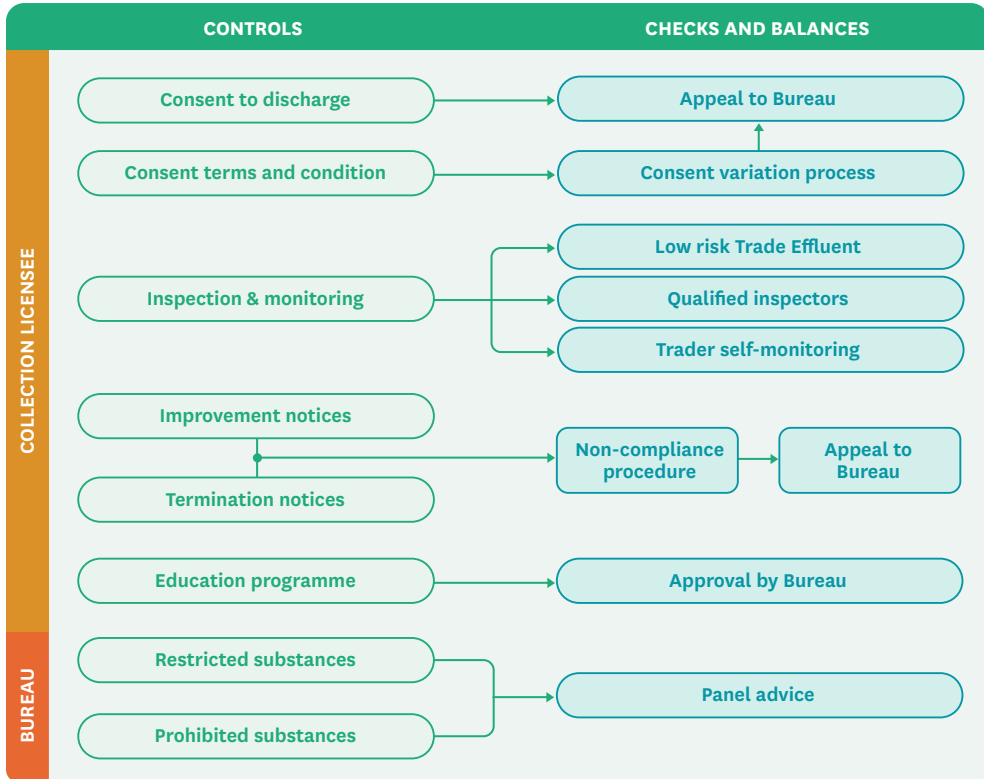 CONTROLS
CHECKS AND BALANCES
COLLECTION LICENSEE
Consent to discharge
Appeal to Bureau
Consent terms and condition
Consent variation process
Inspection & monitoring
Low risk Trade Effluent
Qualified inspectors
Trader self-monitoring
Improvement notices
Termination notices
Non-compliance
procedure
Appeal to
Bureau
Education programme
Approval by Bureau
BUREAU
Restricted substances
Prohibited substances
Panel advice